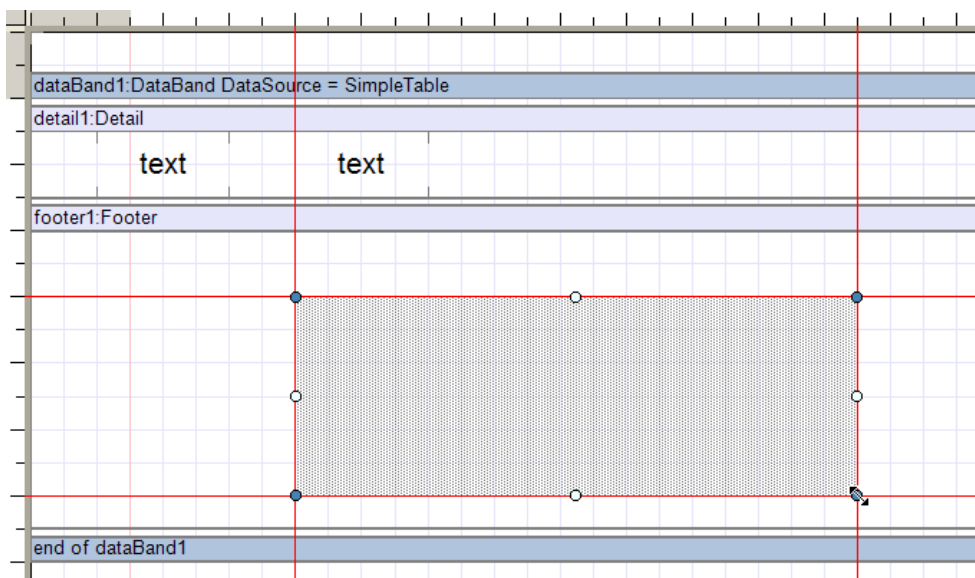 dataBand1:DataBand DataSource = SimpleTable
detail1:Detail
text text
footer1:Footer
end of dataBand1